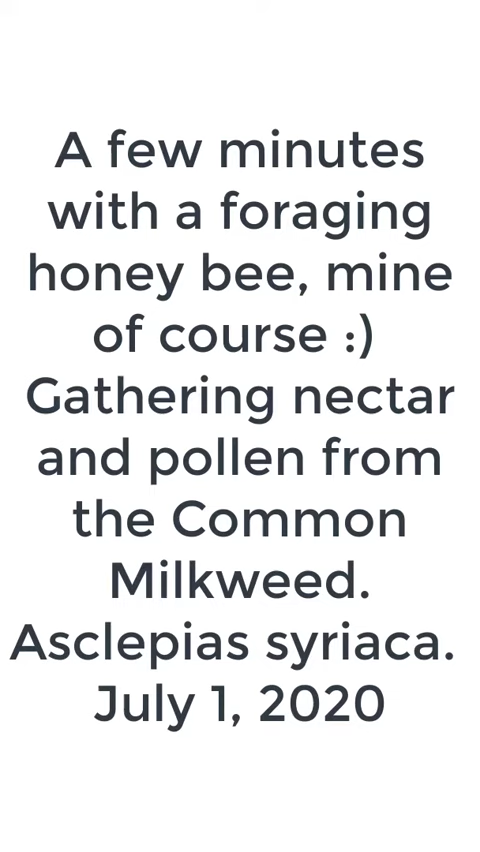 A few minutes
with a foraging
honey bee, mine
of course :)
Gathering nectar
and pollen from
the Common
Milkweed.
Asclepias syriaca.
July 1, 2020